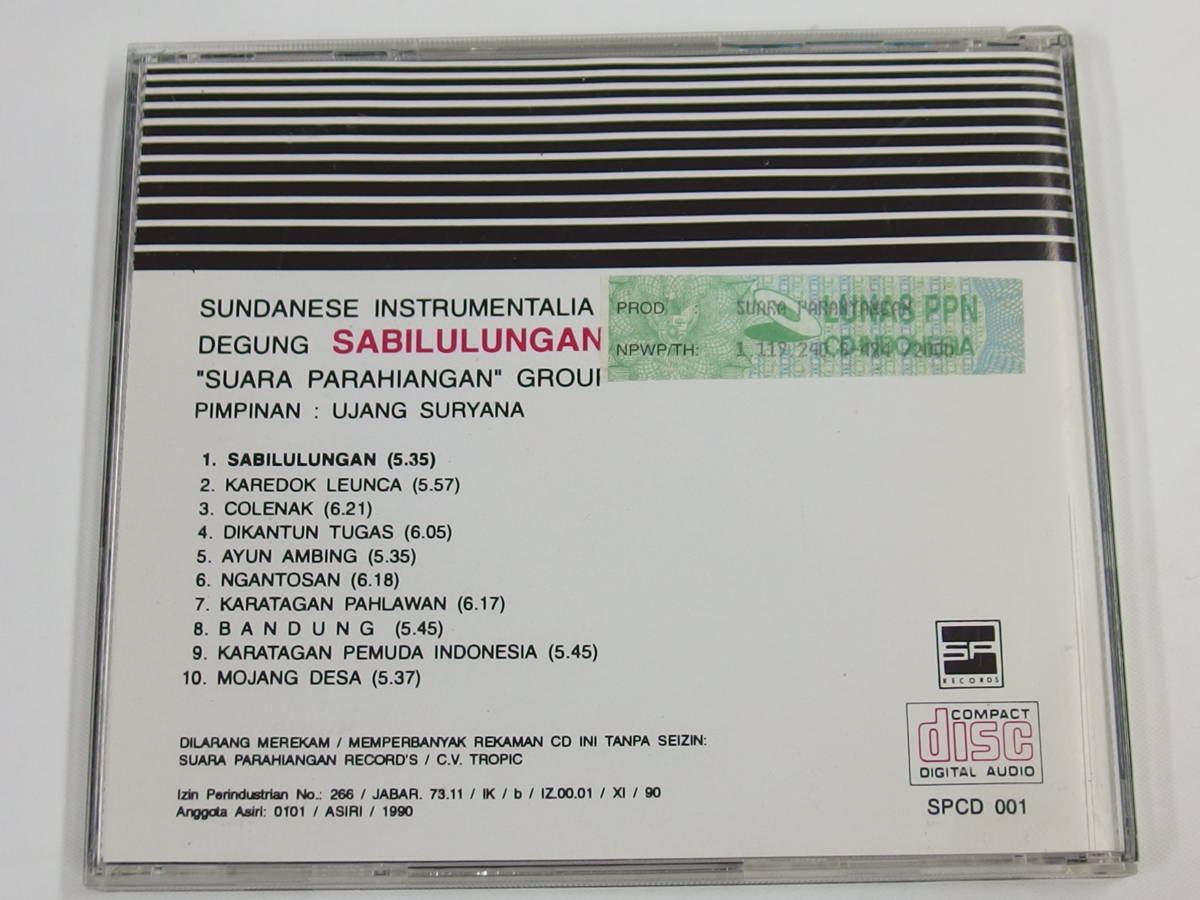 SUNDANESE INSTRUMENTALIA
DEGUNG SABILULUNGAN
"SUARA PARAHIANGAN" GROUP
PIMPINAN : UJANG SURYANA
PROD : SUARA
LUNAS PPN
NPWP/TH:
1. SABILULUNGAN (5.35)
2. KAREDOK LEUNCA (5.57)
3. COLENAK (6.21)
4. DIKANTUN TUGAS (6.05)
5. AYUN AMBING (5.35)
6. NGANTOSAN (6.18)
7. KARATAGAN PAHLAWAN (6.17)
8. B A N D U N G (5.45)
9. KARATAGAN PEMUDA INDONESIA (5.45)
10. MOJANG DESA (5.37)
DILARANG MEREKAM / MEMPERBANYAK REKAMAN CD INI TANPA SEIZIN:
SUARA PARAHIANGAN RECORD'S / C.V. TROPIC
Izin Perindustrian No.: 266 / JABAR. 73.11 / IK / b / IZ.00.01 / XI / 90
Anggota Asiri: 0101 / ASIRI / 1990
SP
RECORDS
COMPACT
disc
DIGITAL AUDIO
SPCD 001